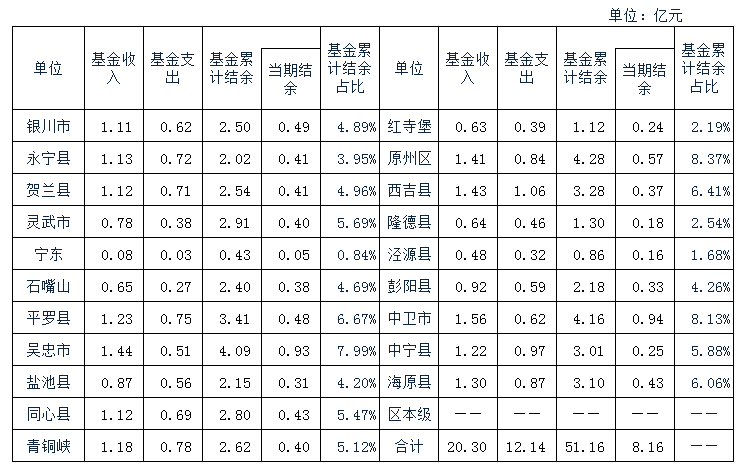 单位：亿元
单位 基金收入 基金支出 基金累计结余 当期结余 基金累计结余占比 单位 基金收入 基金支出 基金累计结余 当期结余 基金累计结余占比
银川市 1.11 0.62 2.50 0.49 4.89% 红寺堡 0.63 0.39 1.12 0.24 2.19%
永宁县 1.13 0.72 2.02 0.41 3.95% 原州区 1.41 0.84 4.28 0.57 8.37%
贺兰县 1.12 0.71 2.54 0.41 4.96% 西吉县 1.43 1.06 3.28 0.37 6.41%
灵武市 0.78 0.38 2.91 0.40 5.69% 隆德县 0.64 0.46 1.30 0.18 2.54%
宁东 0.08 0.03 0.43 0.05 0.84% 泾源县 0.48 0.32 0.86 0.16 1.68%
石嘴山 0.65 0.27 2.40 0.38 4.69% 彭阳县 0.92 0.59 2.18 0.33 4.26%
平罗县 1.23 0.75 3.41 0.48 6.67% 中卫市 1.56 0.62 4.16 0.94 8.13%
吴忠市 1.44 0.51 4.09 0.93 7.99% 中宁县 1.22 0.97 3.01 0.25 5.88%
盐池县 0.87 0.56 2.15 0.31 4.20% 海原县 1.30 0.87 3.10 0.43 6.06%
同心县 1.12 0.69 2.80 0.43 5.47% 区本级 —— —— —— —— ——
青铜峡 1.18 0.78 2.62 0.40 5.12% 合计 20.30 12.14 51.16 8.16 ——